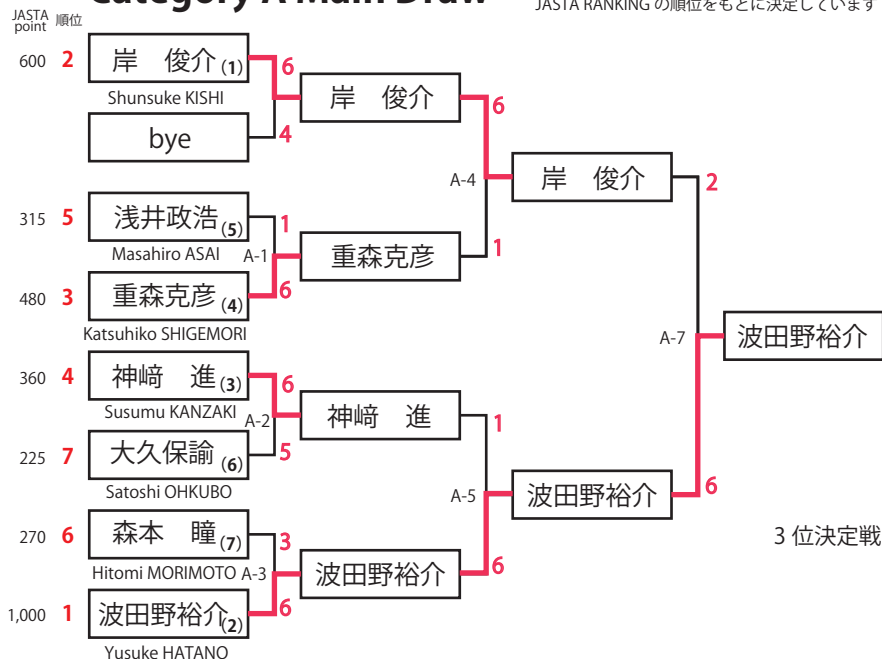 Category A Main Draw
JASTA RANKING の順位をもとに決定しています
JASTA
point 順位
600 2 岸　俊介(1) 6
Shunsuke KISHI
岸　俊介 6
bye 4
A-4
岸　俊介 2
315 5 浅井政浩(5) 1
Masahiro ASAI A-1
重森克彦 1
480 3 重森克彦(4) 6
Katsuhiko SHIGEMORI
A-7
波田野裕介
360 4 神﨑　進(3) 6
Susumu KANZAKI
A-2
神﨑　進 1
225 7 大久保諭(6) 5
Satoshi OHKUBO
A-5
波田野裕介 6
270 6 森本　瞳(7) 3
3 位決定戦
Hitomi MORIMOTO A-3
波田野裕介 6
1,000 1 波田野裕介(2) 6
Yusuke HATANO